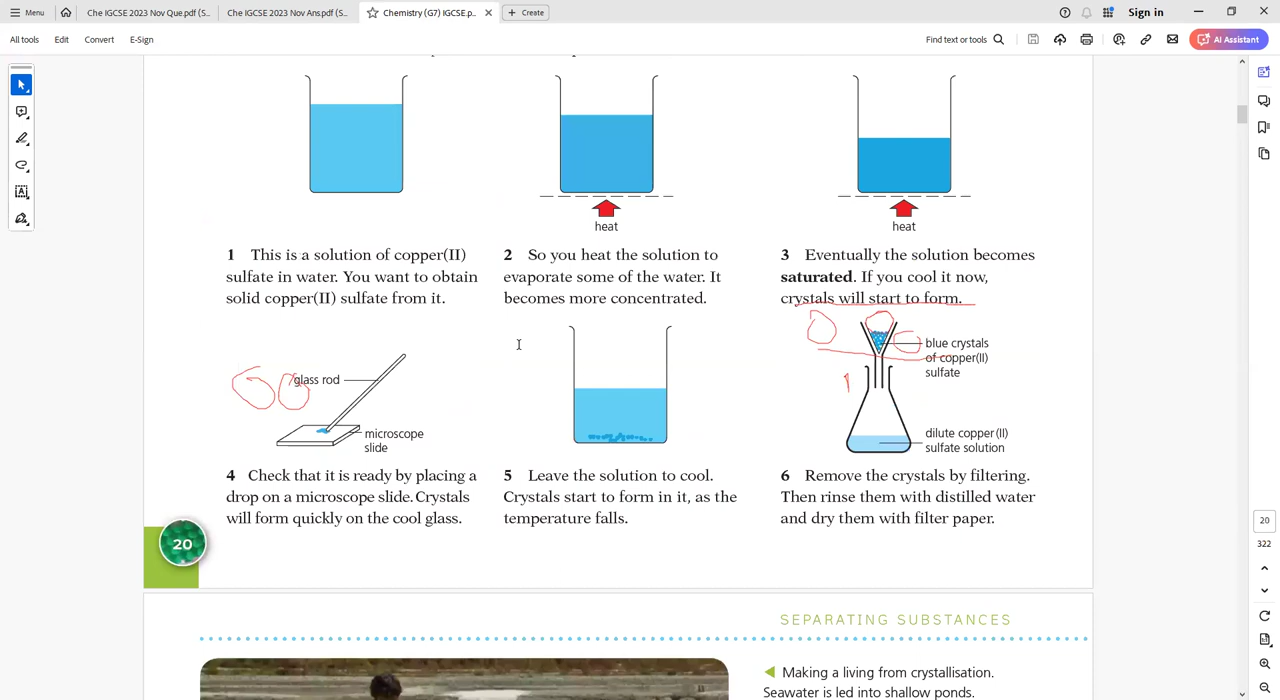 Menu
Che IGCSE 2023 Nov Que.pdf (S...
Che IGCSE 2023 Nov Ans.pdf (S...
Chemistry (G7) IGCSE.p...
Create
Sign in
All tools
Edit
Convert
E-Sign
Find text or tools
AI Assistant
heat
heat
1 This is a solution of copper(II)
sulfate in water. You want to obtain
solid copper(II) sulfate from it.
2 So you heat the solution to
evaporate some of the water. It
becomes more concentrated.
3 Eventually the solution becomes
saturated. If you cool it now,
crystals will start to form.
glass rod
microscope
slide
blue crystals
of copper(II)
sulfate
dilute copper (II)
sulfate solution
4 Check that it is ready by placing a
drop on a microscope slide. Crystals
will form quickly on the cool glass.
5 Leave the solution to cool.
Crystals start to form in it, as the
temperature falls.
6 Remove the crystals by filtering.
Then rinse them with distilled water
and dry them with filter paper.
20
20
322
SEPARATING SUBSTANCES
Making a living from crystallisation.
Seawater is led into shallow ponds.